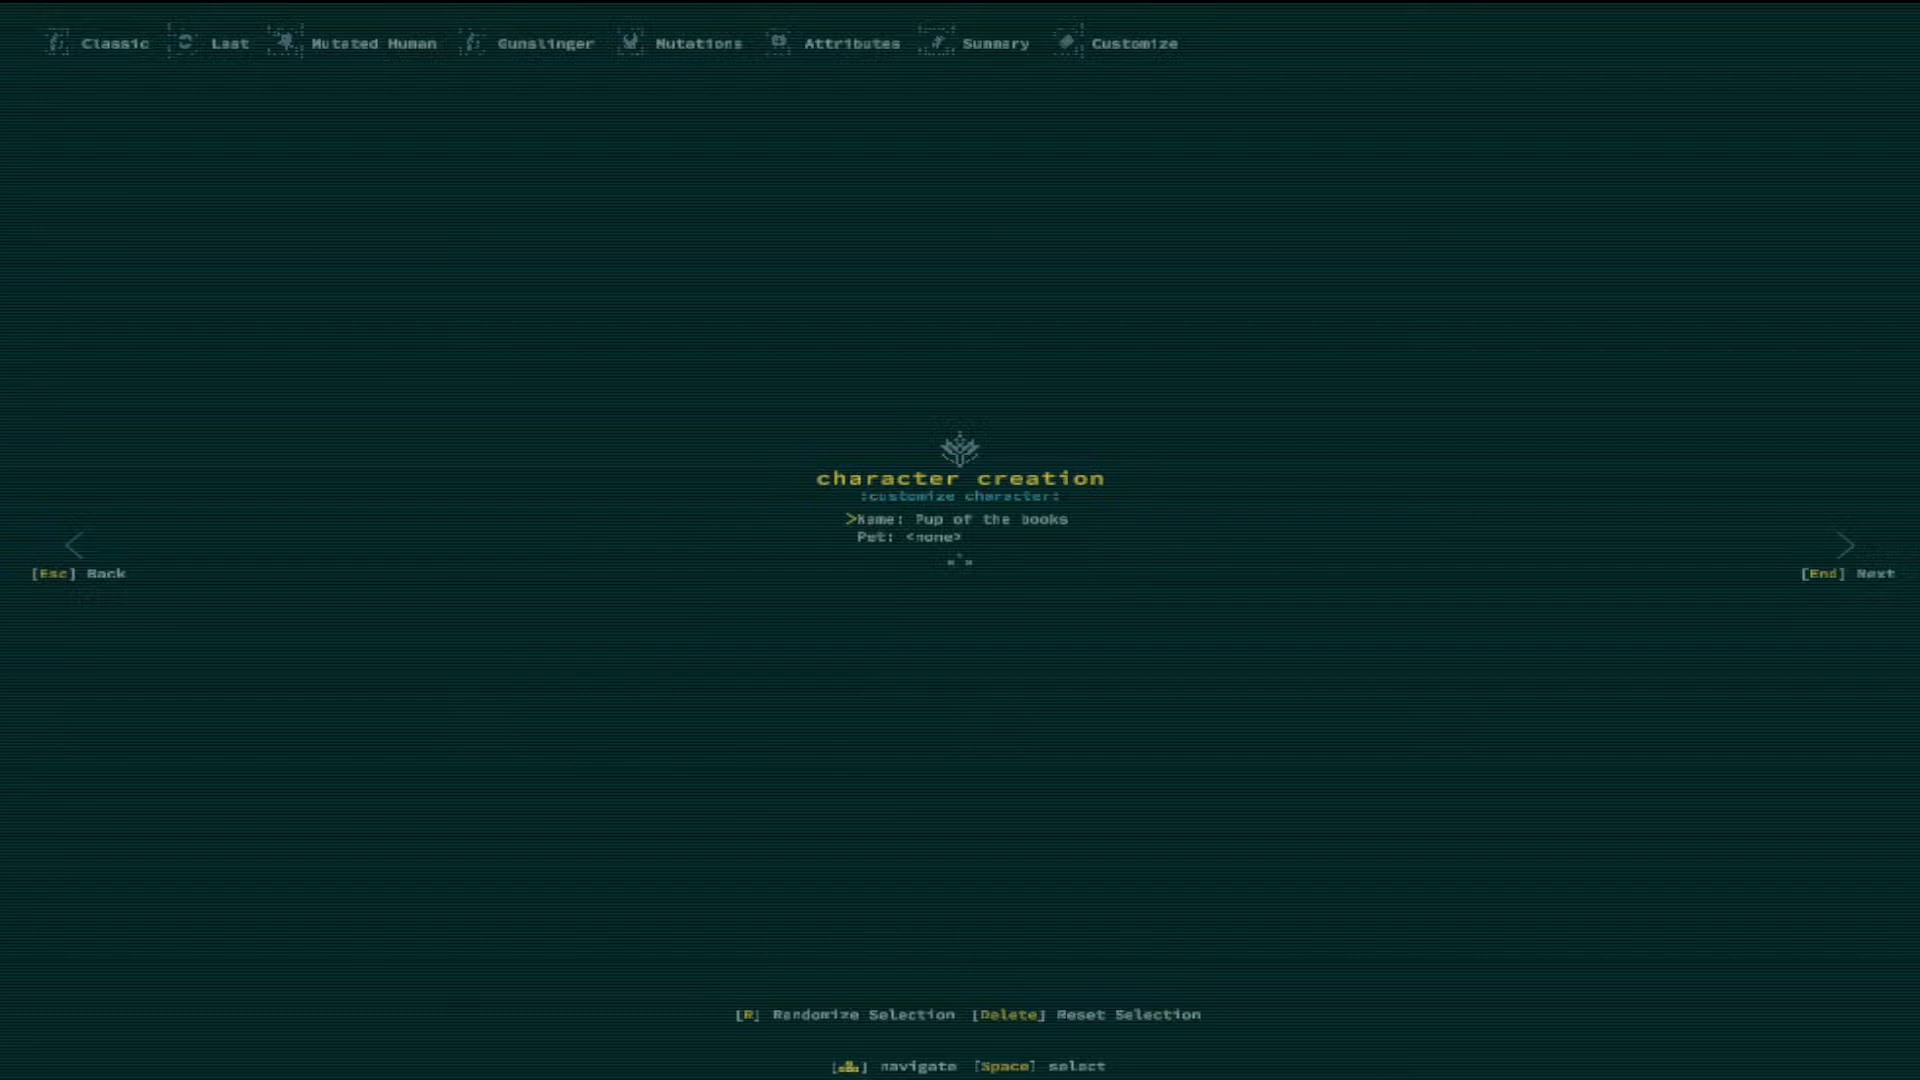 Classic Last Mutated Human Gunslinger Mutations Attributes Summary Customize
character creation
:customize character:
>Name: Pup of the books
Pet: <none>
[Esc] Back
[End] Next
[R] Randomize Selection [Delete] Reset Selection
navigate [Space] select